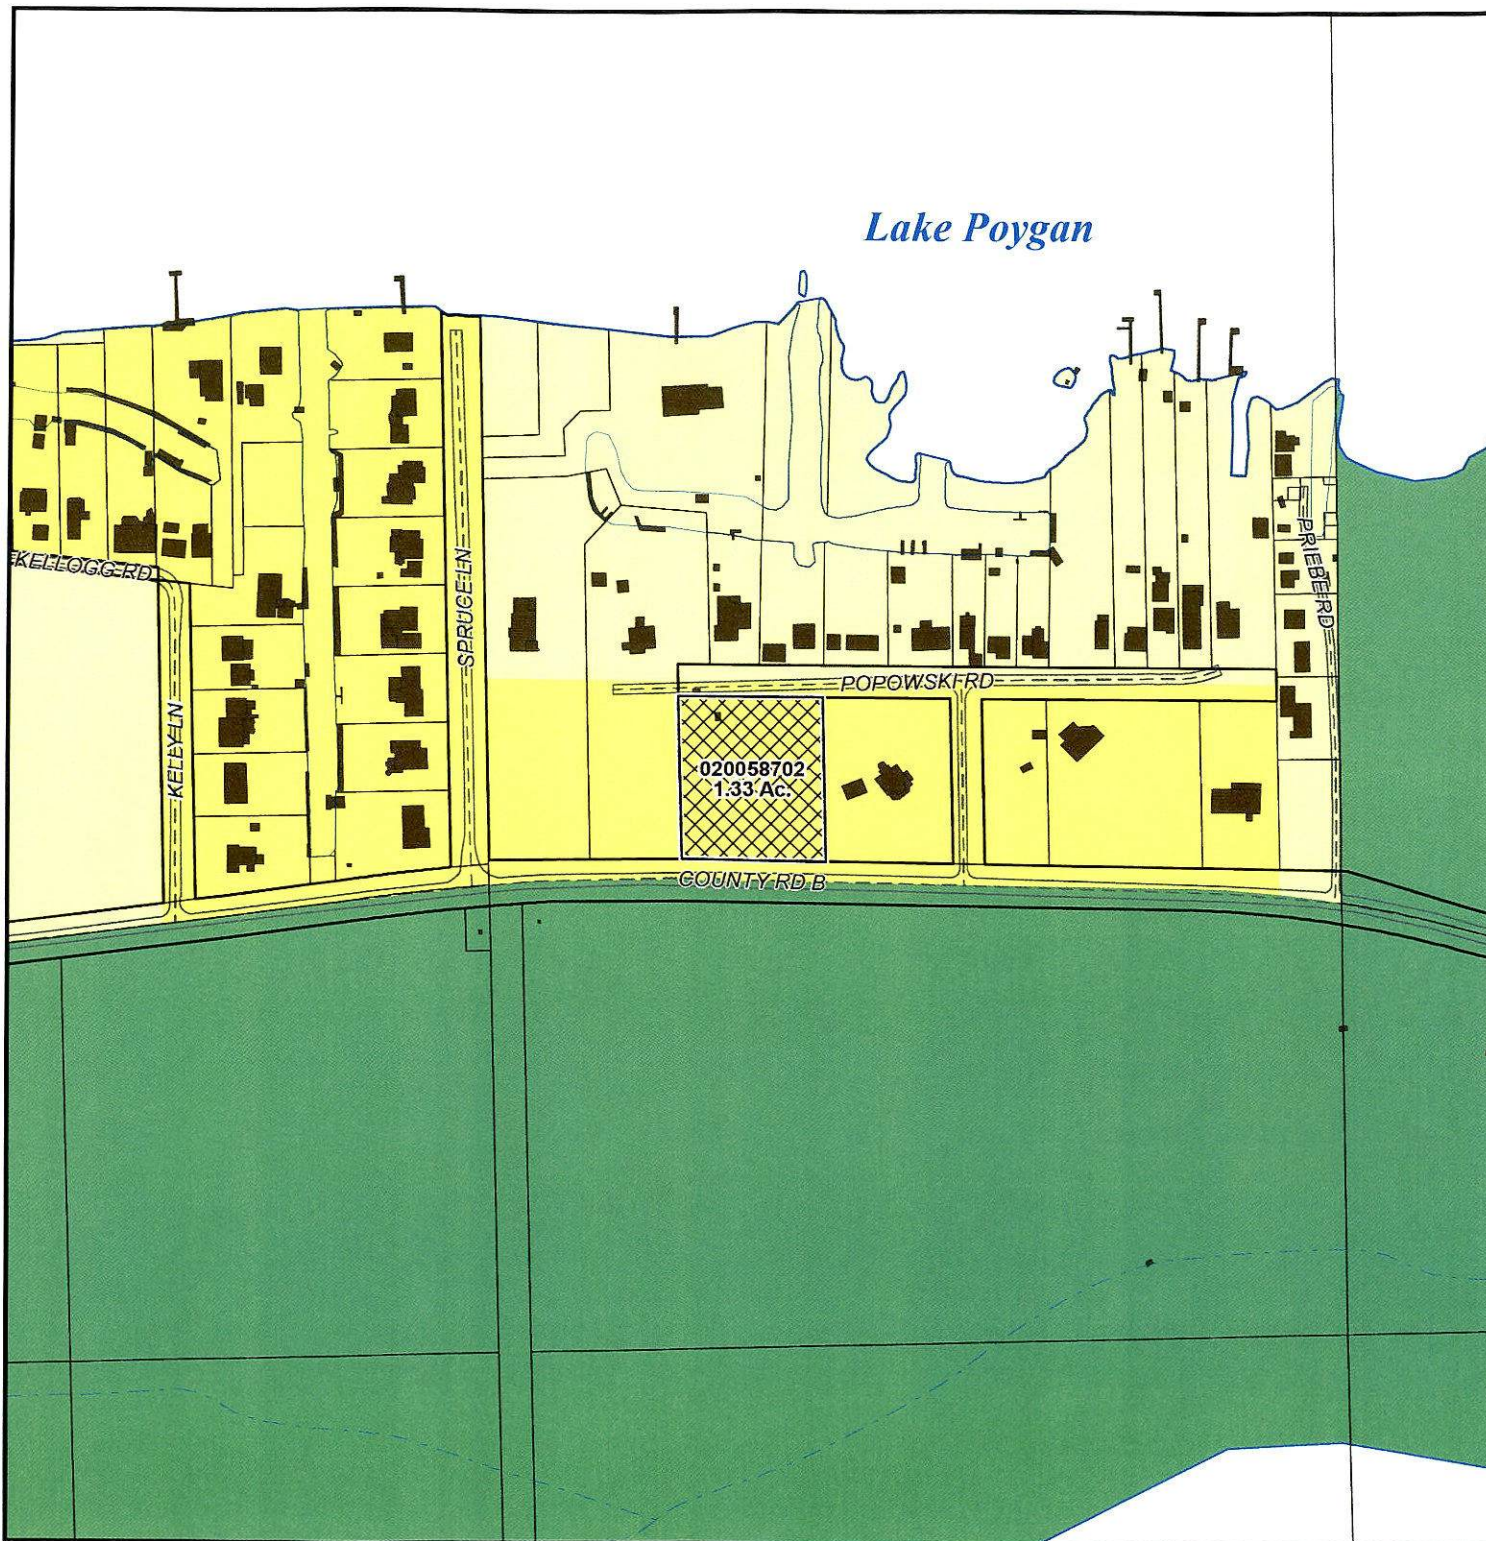 Lake Poygan
KELLOGG RD
SPRUCE LN
PRIEBE RD
POPOWSKI RD
KELLY LN
020058702
1.33 Ac.
COUNTY RD B